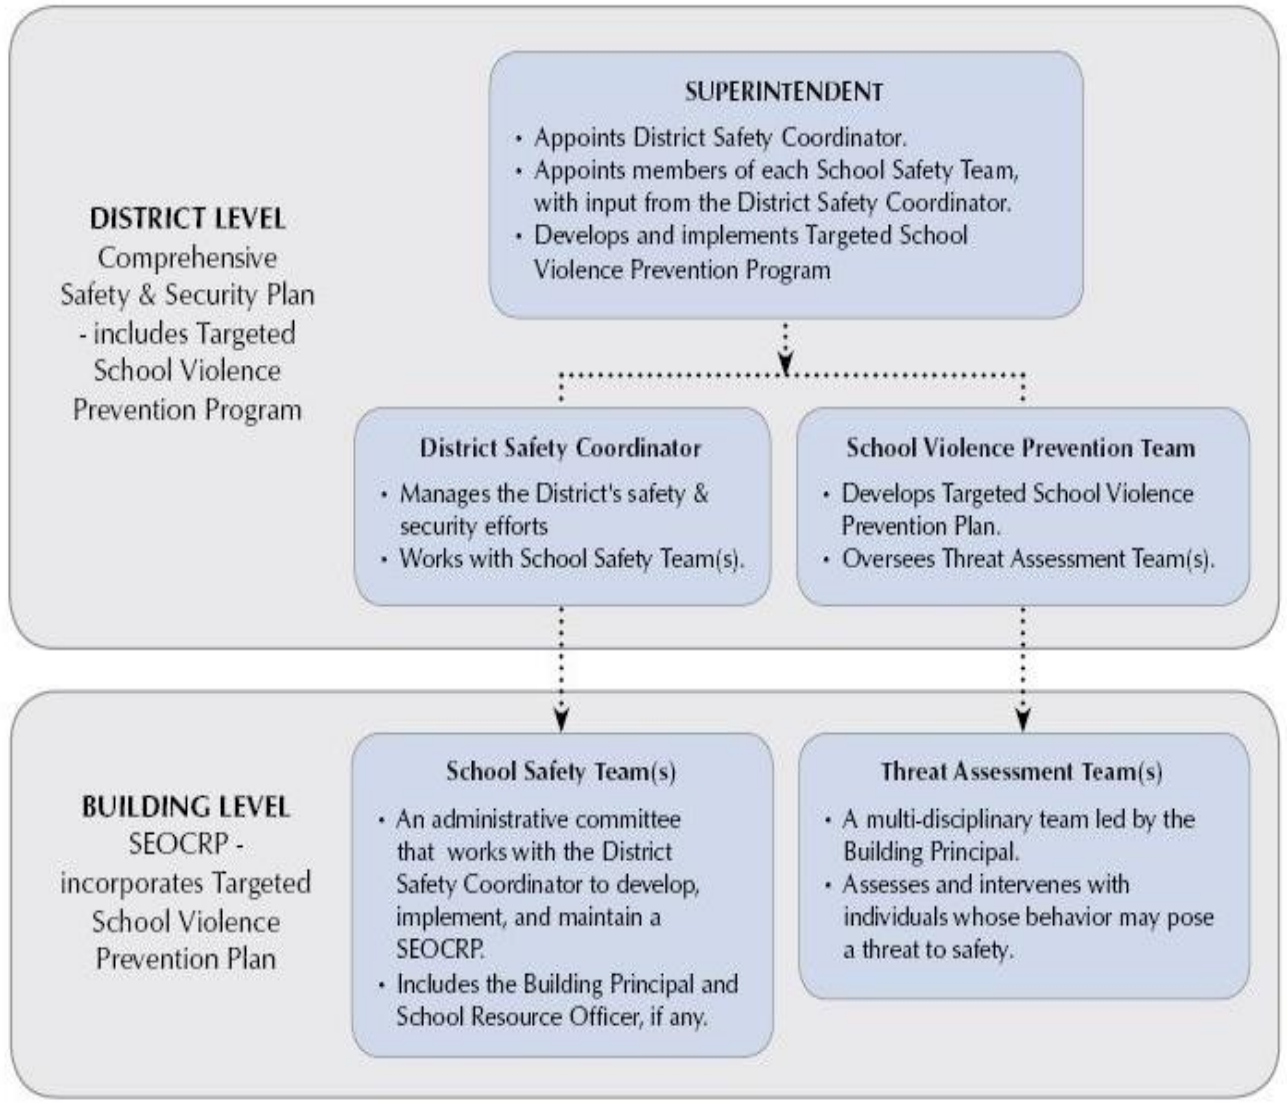 SUPERINTENDENT
• Appoints District Safety Coordinator.
• Appoints members of each School Safety Team,
with input from the District Safety Coordinator.
• Develops and implements Targeted School
Violence Prevention Program
DISTRICT LEVEL
Comprehensive
Safety & Security Plan
- includes Targeted
School Violence
Prevention Program
District Safety Coordinator
• Manages the District's safety &
security efforts
• Works with School Safety Team(s).
School Violence Prevention Team
• Develops Targeted School Violence
Prevention Plan.
• Oversees Threat Assessment Team(s).
BUILDING LEVEL
SEOCRP -
incorporates Targeted
School Violence
Prevention Plan
School Safety Team(s)
• An administrative committee
that works with the District
Safety Coordinator to develop,
implement, and maintain a
SEOCRP.
• Includes the Building Principal and
School Resource Officer, if any.
Threat Assessment Team(s)
• A multi-disciplinary team led by the
Building Principal.
• Assesses and intervenes with
individuals whose behavior may pose
a threat to safety.